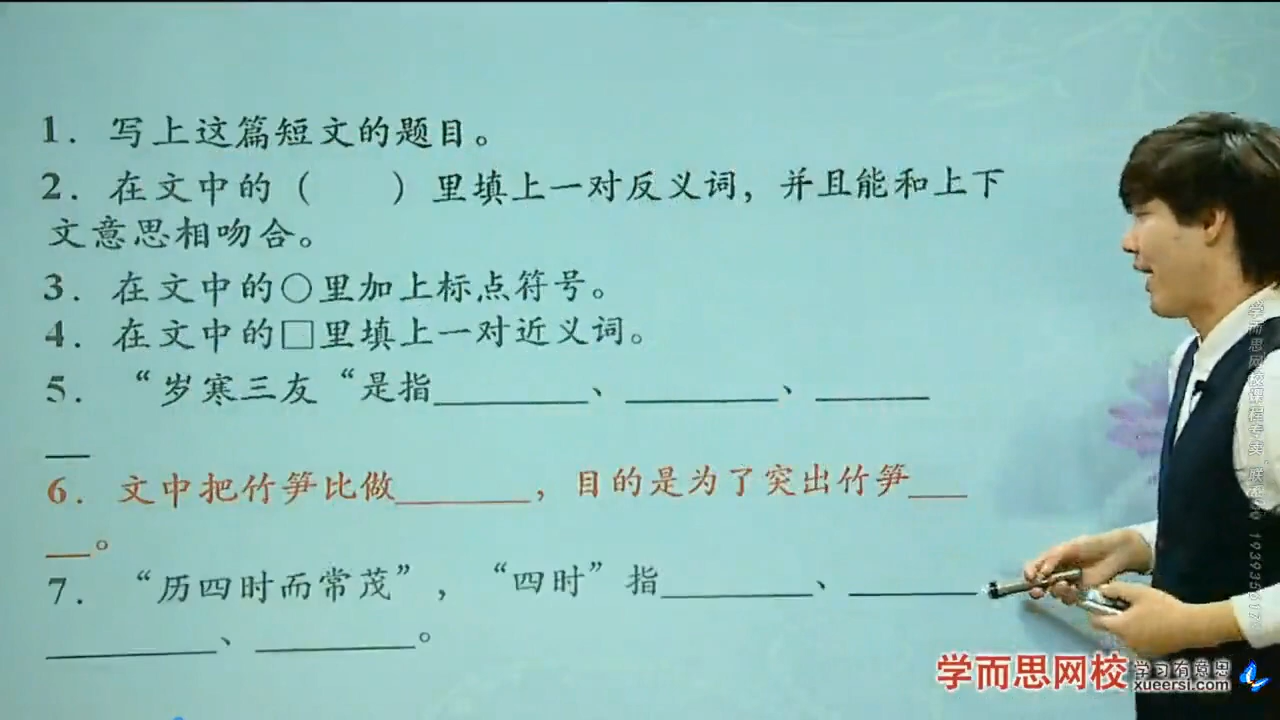 1. 写上这篇短文的题目。
2. 在文中的（　　）里填上一对反义词，并且能和上下
文意思相吻合。
3. 在文中的○里加上标点符号。
4. 在文中的□里填上一对近义词。
5. “岁寒三友“是指________、________、______
__
6. 文中把竹笋比做_______，目的是为了突出竹笋___
__。
7. “历四时而常茂”，“四时”指________、_______
_________、________。
学而思网校 学习有意思
xueersi.com